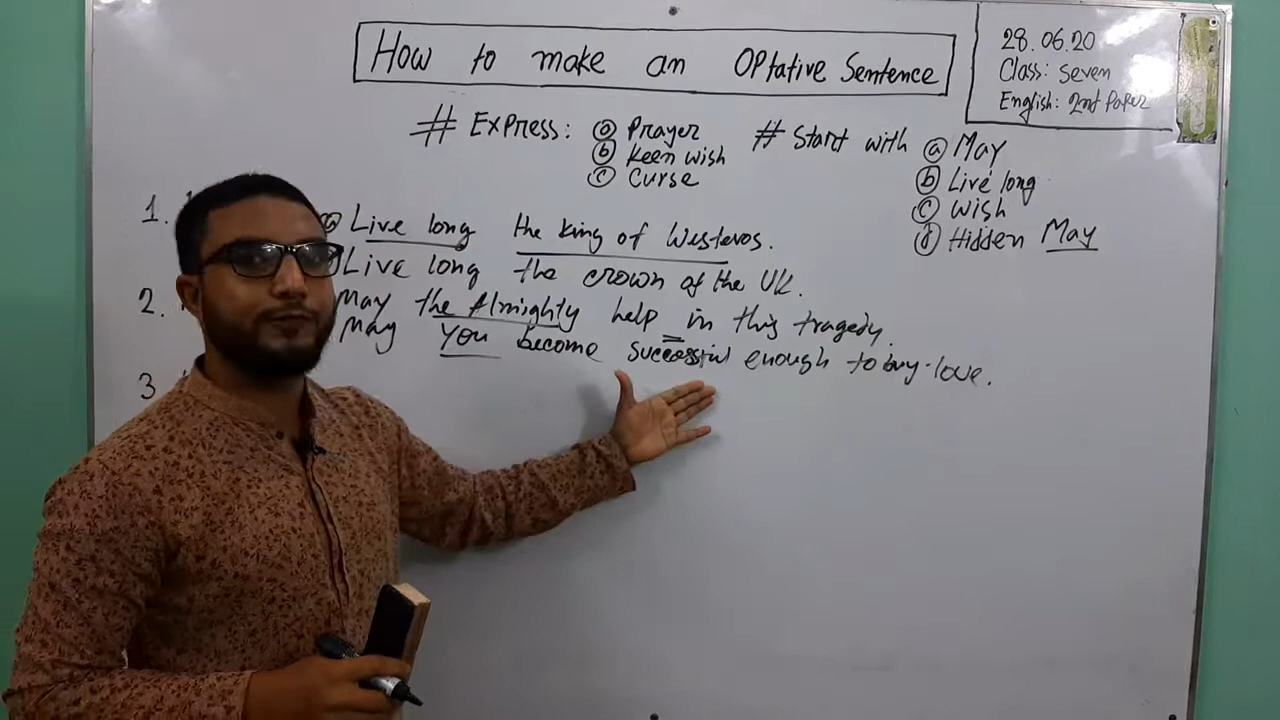 How to make an OPtative Sentence
28.06.20
Class: Seven
English: 2nd Paper
# ExPress: ⓐ Prayer
ⓑ Keen wish
ⓒ Curse
# Start with ⓐ May
ⓑ Live long
ⓒ Wish
ⓓ Hidden May
1. ⓐ Live long the king of Westeros.
Live long the crown of the UK.
2. May the Almighty help in this tragedy.
May you become successful enough to buy love.
3